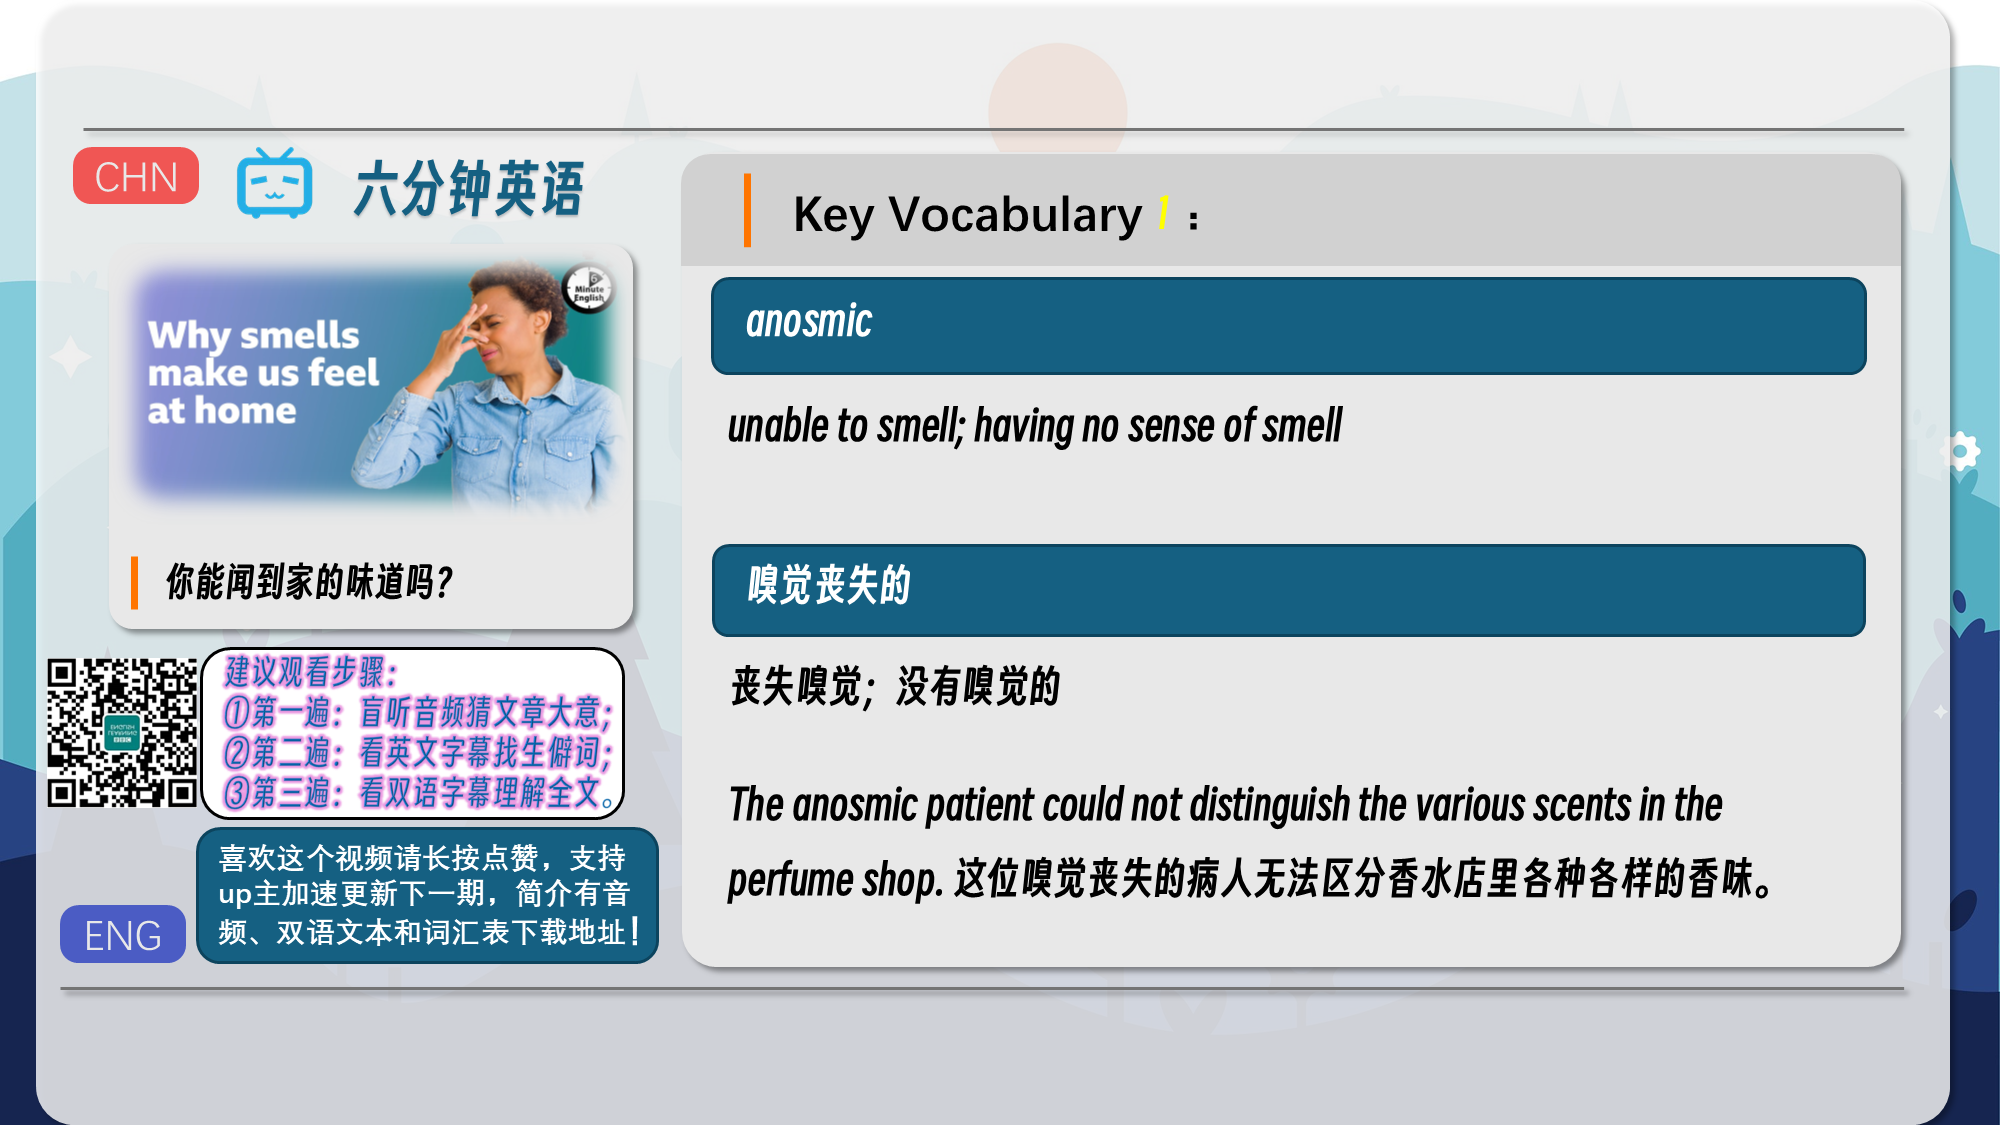 CHN
六分钟英语
6 Minute English
Why smells
make us feel
at home
你能闻到家的味道吗?
建议观看步骤：
①第一遍：盲听音频猜文章大意；
②第二遍：看英文字幕找生僻词；
③第三遍：看双语字幕理解全文。
喜欢这个视频请长按点赞，支持
up主加速更新下一期，简介有音
频、双语文本和词汇表下载地址！
ENG
Key Vocabulary 1：
anosmic
unable to smell; having no sense of smell
嗅觉丧失的
丧失嗅觉；没有嗅觉的
The anosmic patient could not distinguish the various scents in the
perfume shop. 这位嗅觉丧失的病人无法区分香水店里各种各样的香味。